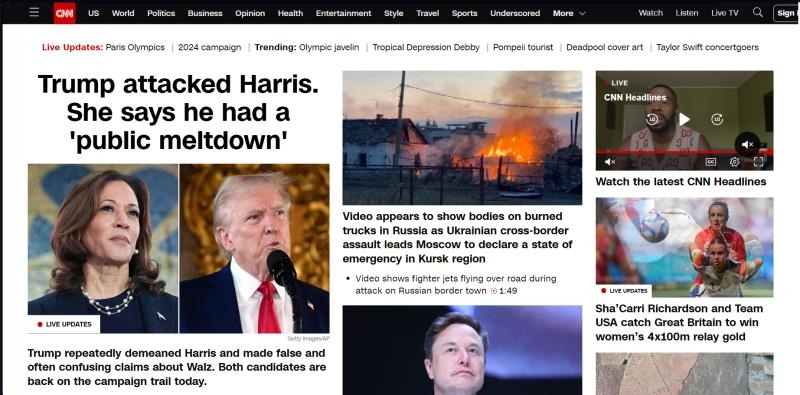 CNN US World Politics Business Opinion Health Entertainment Style Travel Sports Underscored More Watch Listen Live TV Sign
Live Updates: Paris Olympics | 2024 campaign | Trending: Olympic javelin | Tropical Depression Debby | Pompeii tourist | Deadpool cover art | Taylor Swift concertgoers
Trump attacked Harris.
She says he had a
'public meltdown'
LIVE UPDATES
Getty Images/AP
Trump repeatedly demeaned Harris and made false and
often confusing claims about Walz. Both candidates are
back on the campaign trail today.
Video appears to show bodies on burned
trucks in Russia as Ukrainian cross-border
assault leads Moscow to declare a state of
emergency in Kursk region
• Video shows fighter jets flying over road during
attack on Russian border town 1:49
LIVE
CNN Headlines
10 10
CC
Watch the latest CNN Headlines
LIVE UPDATES
Sha'Carri Richardson and Team
USA catch Great Britain to win
women's 4x100m relay gold